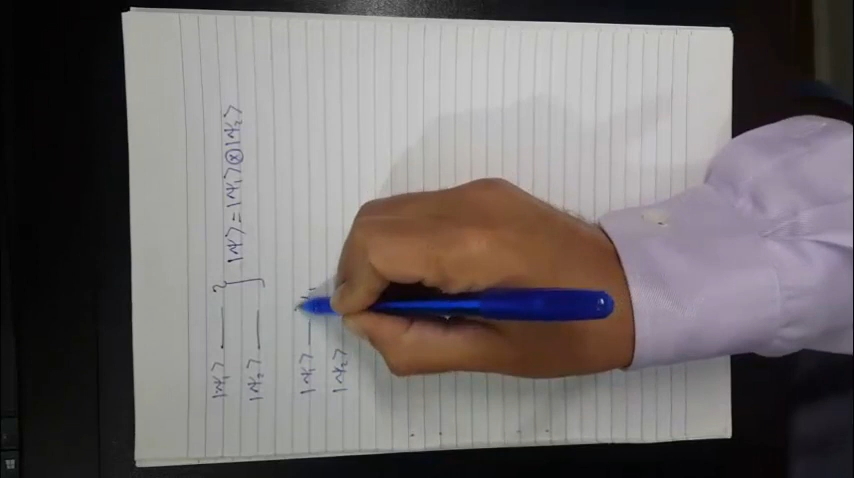 |ψ₁⟩ —
|ψ₂⟩ —
} |ψ⟩ = |ψ₁⟩ ⊗ |ψ₂⟩
|ψ₁⟩ —
|ψ₂⟩